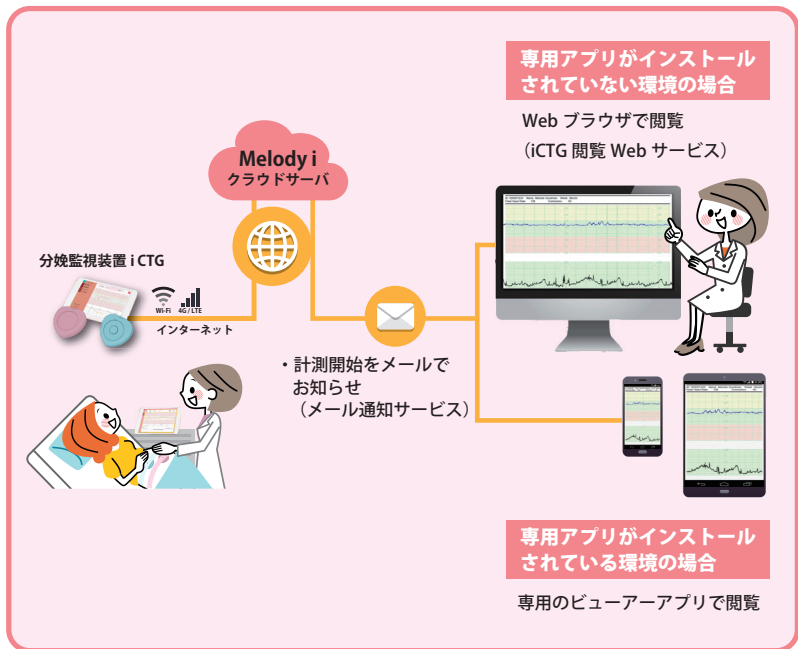 専用アプリがインストール
されていない環境の場合
Web ブラウザで閲覧
（iCTG 閲覧 Web サービス）
Melody i
クラウドサーバ
分娩監視装置 i CTG
Wi-Fi 4G / LTE
インターネット
・計測開始をメールで
お知らせ
（メール通知サービス）
専用アプリがインストール
されている環境の場合
専用のビューアーアプリで閲覧